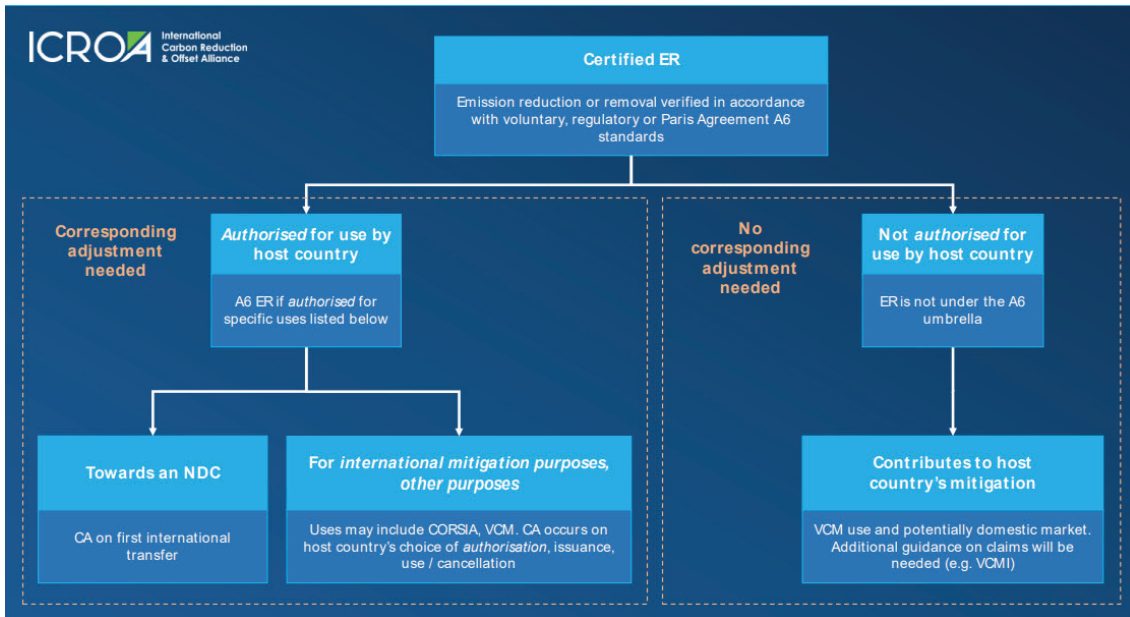 ICROA
International
Carbon Reduction
& Offset Alliance
Certified ER
Emission reduction or removal verified in accordance
with voluntary, regulatory or Paris Agreement A6
standards
Corresponding
adjustment
needed
Authorised for use by
host country
A6 ER if authorised for
specific uses listed below
Towards an NDC
CA on first international
transfer
For international mitigation purposes,
other purposes
Uses may include CORSIA, VCM. CA occurs on
host country's choice of authorisation, issuance,
use / cancellation
No
corresponding
adjustment
needed
Not authorised for
use by host country
ER is not under the A6
umbrella
Contributes to host
country's mitigation
VCM use and potentially domestic market.
Additional guidance on claims will be
needed (e.g. VCMI)